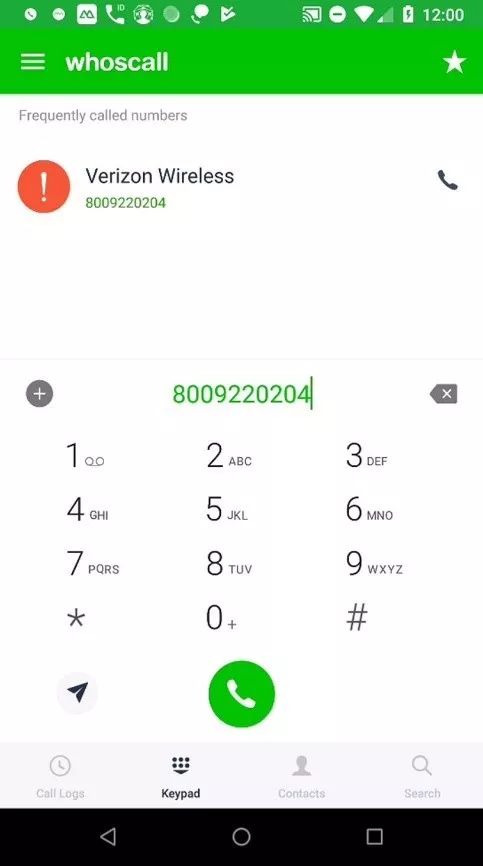 12:00
whoscall
Frequently called numbers
Verizon Wireless
8009220204
8009220204
1 2 ABC 3 DEF
4 GHI 5 JKL 6 MNO
7 PQRS 8 TUV 9 WXYZ
* 0 + #
Call Logs Keypad Contacts Search